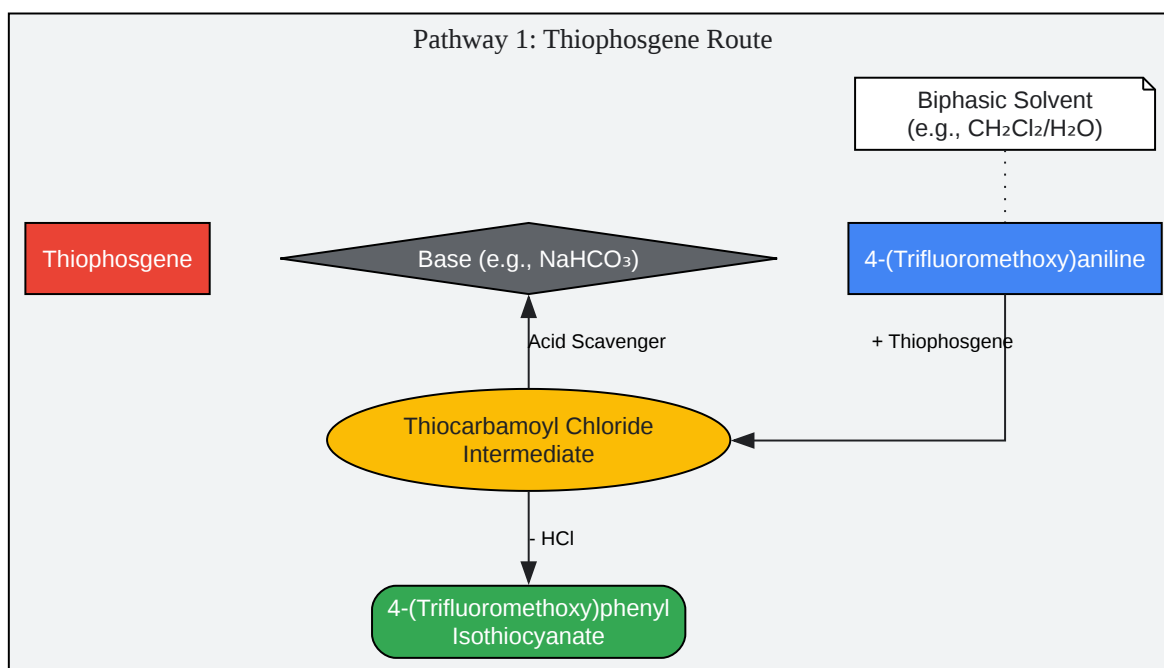 Pathway 1: Thiophosgene Route
Biphasic Solvent
(e.g., CH₂Cl₂/H₂O)
Thiophosgene
Base (e.g., NaHCO₃)
4-(Trifluoromethoxy)aniline
Acid Scavenger
+ Thiophosgene
Thiocarbamoyl Chloride
Intermediate
- HCl
4-(Trifluoromethoxy)phenyl
Isothiocyanate